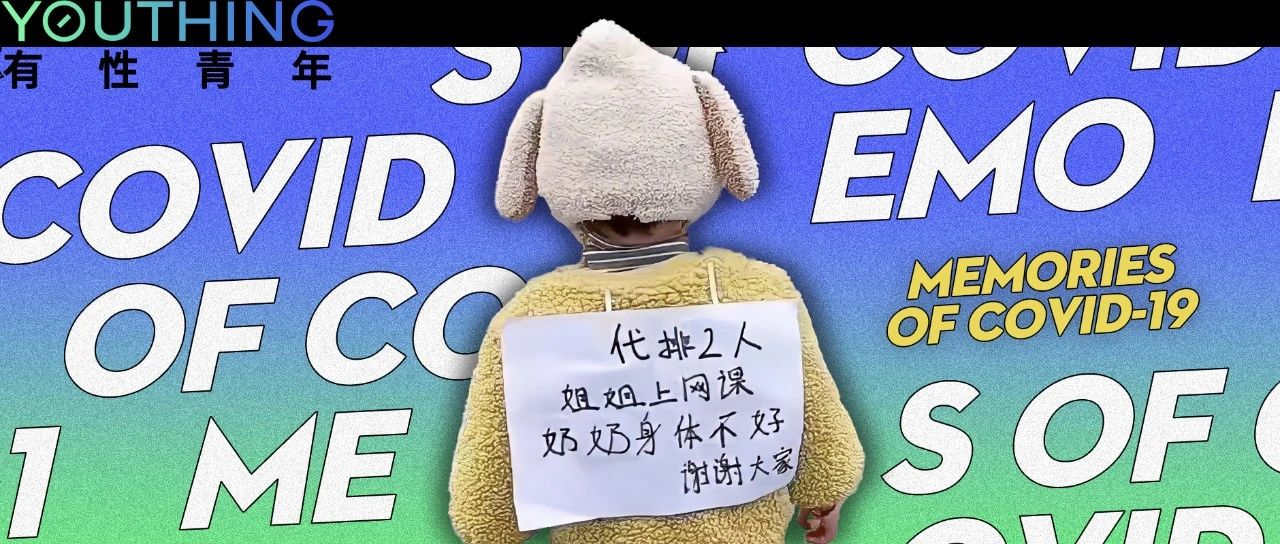 YOUTHING
有性青年
S OF COVID
COVID
EMO
OF CO
MEMORIES
OF COVID-19
代排2人
姐姐上网课
奶奶身体不好
谢谢大家
1 ME
S OF
OVID